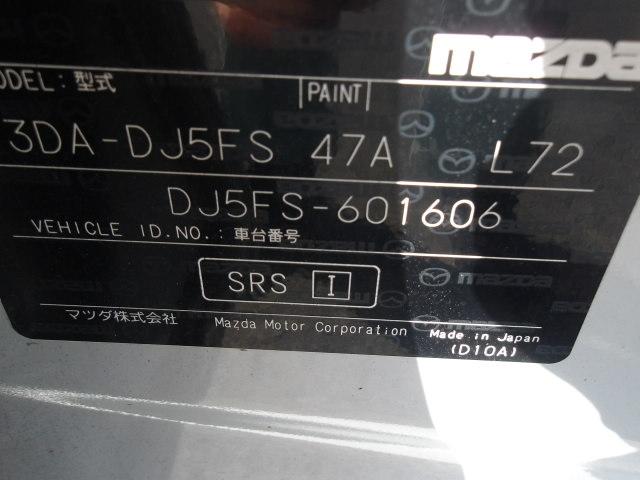 mazda
MODEL:型式 PAINT
3DA-DJ5FS 47A L72
DJ5FS-601606
VEHICLE ID.NO.:車台番号
SRS I
マツダ株式会社 Mazda Motor Corporation Made in Japan
(D10A)